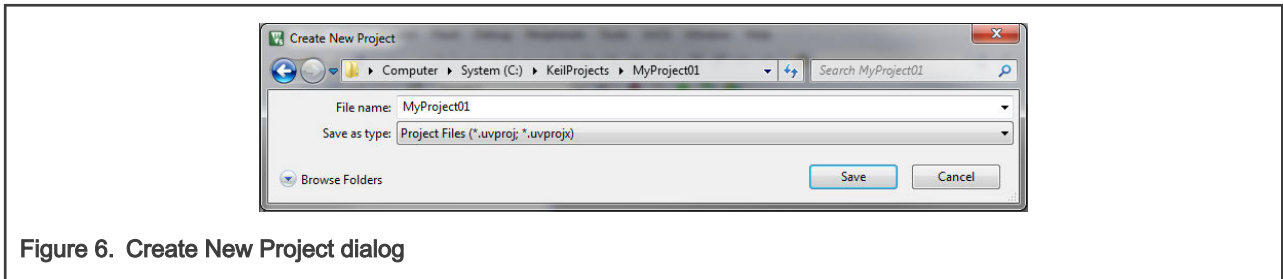 Create New Project
Computer ▸ System (C:) ▸ KeilProjects ▸ MyProject01 Search MyProject01
File name: MyProject01
Save as type: Project Files (*.uvproj; *.uvprojx)
Browse Folders Save Cancel
Figure 6. Create New Project dialog